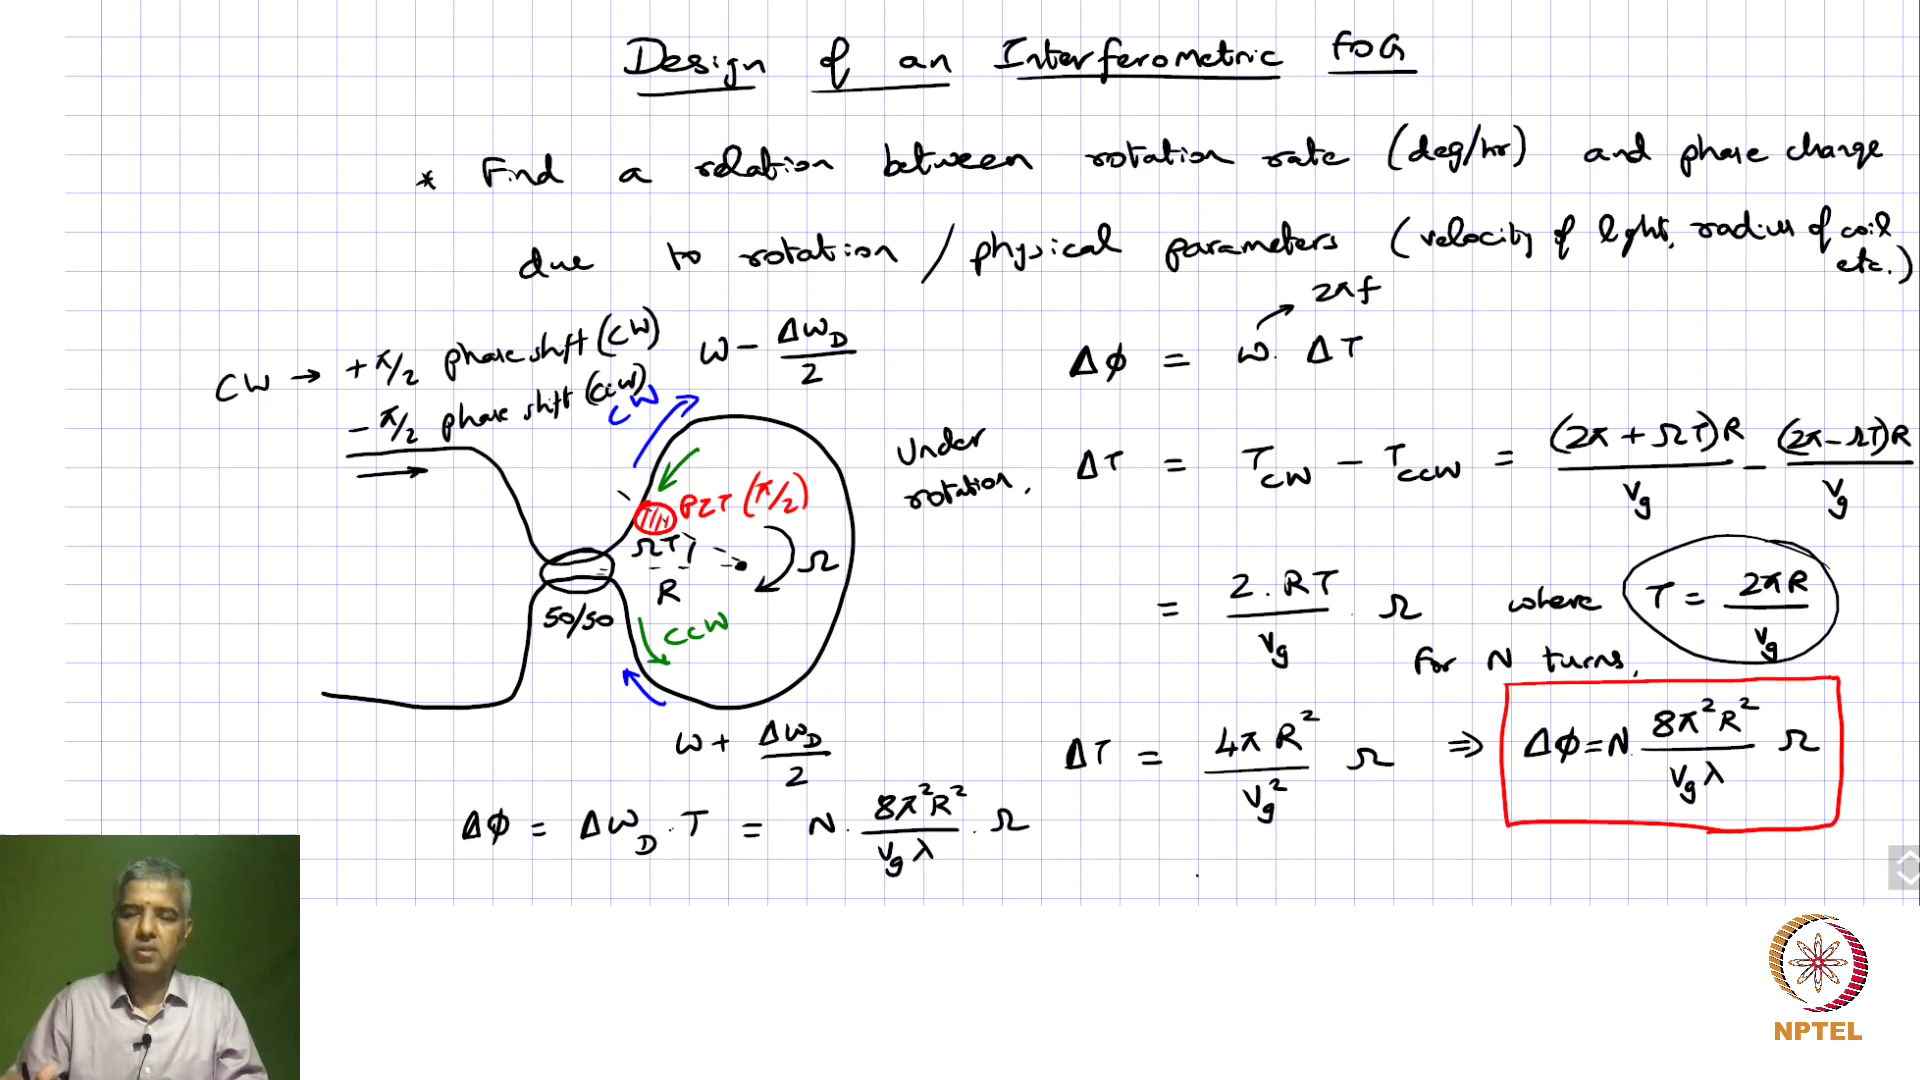 Design of an Interferometric FOG
* Find a relation between rotation rate (deg/hr) and phase change
due to rotation / physical parameters (velocity of light, radius of coil etc.)
CW → +π/2 phase shift (CW)
- π/2 phase shift (CCW)
ω - Δω_D/2
CW
PZT (π/2)
ΩT
R
Ω
50/50
CCW
ω + Δω_D/2
Δφ = Δω_D · T = N · 8π²R²/(v_g λ) · Ω
2πf
Δφ = ω · ΔT
Under rotation, ΔT = T_CW - T_CCW = (2π + ΩT)R/v_g - (2π - ΩT)R/v_g
= 2·RT/v_g · Ω where T = 2πR/v_g
For N turns,
ΔT = 4πR²/v_g² Ω ⇒ Δφ = N · 8π²R²/(v_g λ) Ω
NPTEL